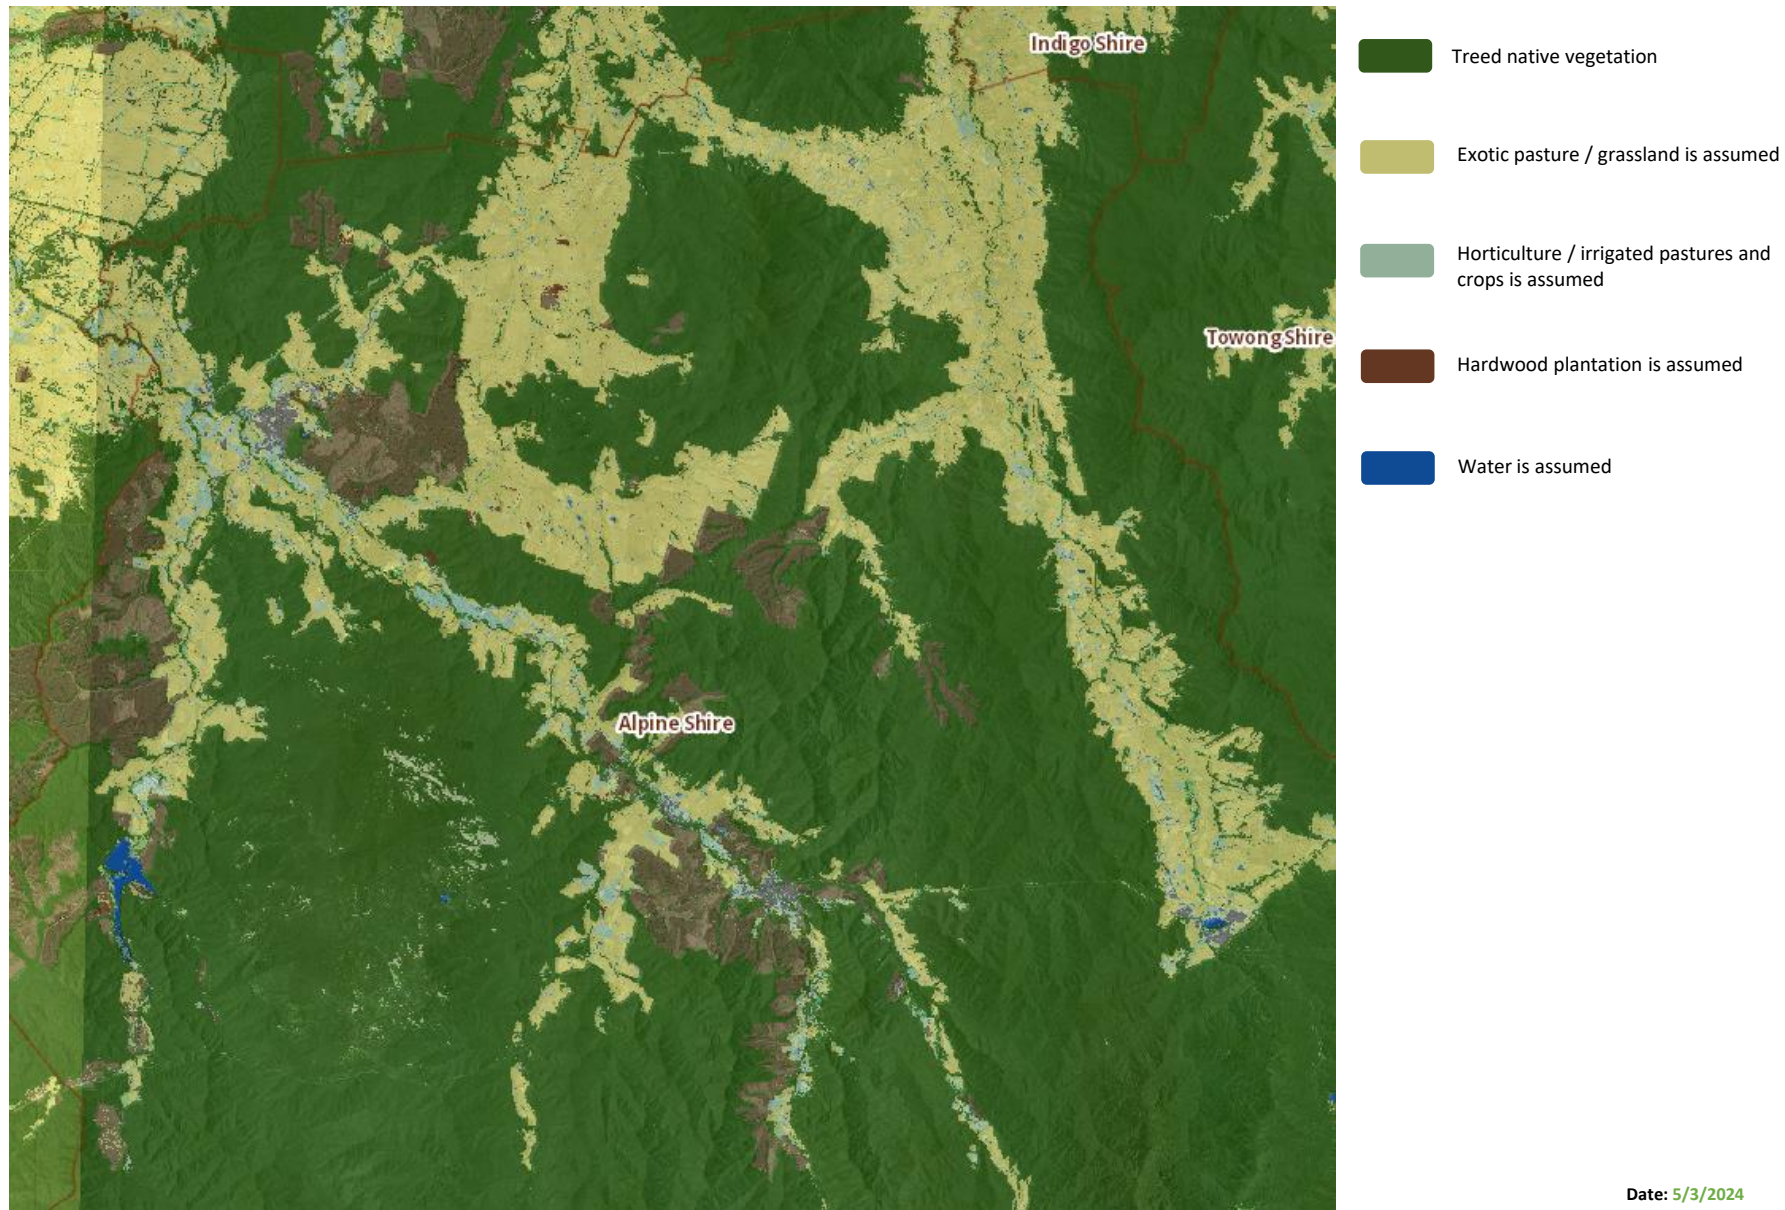 Indigo Shire
Towong Shire
Alpine Shire
Treed native vegetation
Exotic pasture / grassland is assumed
Horticulture / irrigated pastures and
crops is assumed
Hardwood plantation is assumed
Water is assumed
Date: 5/3/2024